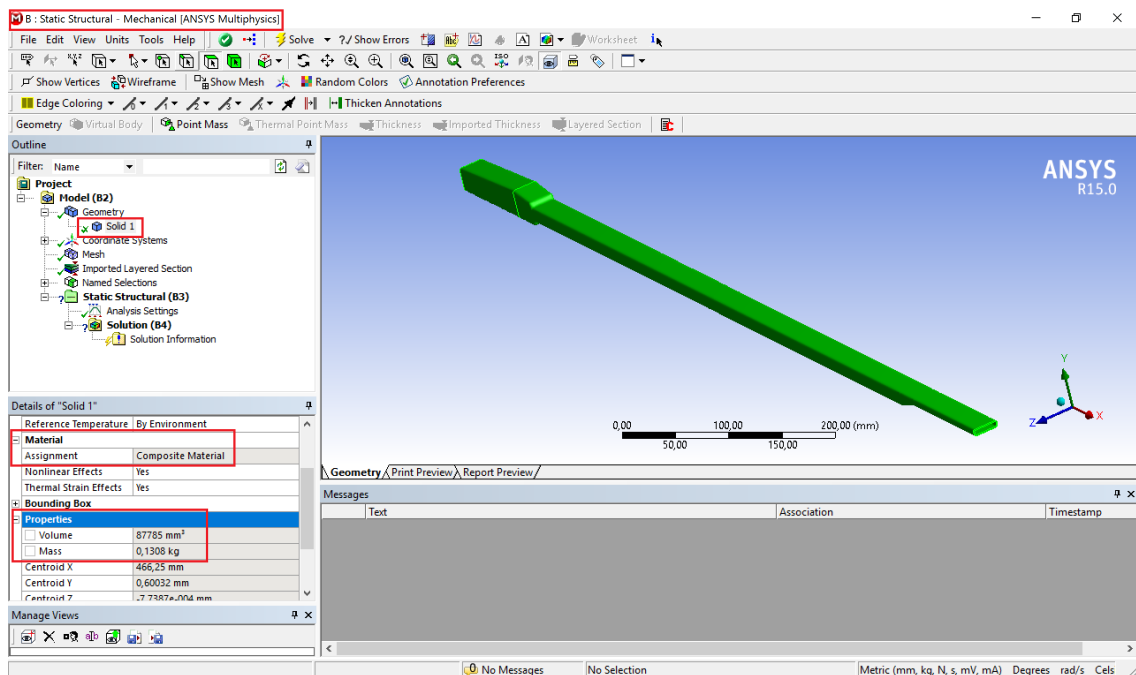 B : Static Structural - Mechanical [ANSYS Multiphysics]
File Edit View Units Tools Help Solve ?✓ Show Errors Worksheet
Show Vertices Wireframe Show Mesh Random Colors Annotation Preferences
Edge Coloring Thicken Annotations
Geometry Virtual Body Point Mass Thermal Point Mass Thickness Imported Thickness Layered Section
Outline
Filter: Name
Project
Model (B2)
Geometry
Solid 1
Coordinate Systems
Mesh
Imported Layered Section
Named Selections
Static Structural (B3)
Analysis Settings
Solution (B4)
Solution Information
ANSYS
R15.0
Y
Z
X
0,00 100,00 200,00 (mm)
50,00 150,00
Details of "Solid 1"
Reference Temperature By Environment
Material
Assignment Composite Material
Nonlinear Effects Yes
Thermal Strain Effects Yes
Bounding Box
Properties
Volume 87785 mm³
Mass 0,1308 kg
Centroid X 466,25 mm
Centroid Y 0,60032 mm
Centroid Z -7,7387e-004 mm
Geometry Print Preview Report Preview
Messages
Text Association Timestamp
Manage Views
No Messages No Selection Metric (mm, kg, N, s, mV, mA) Degrees rad/s Cels